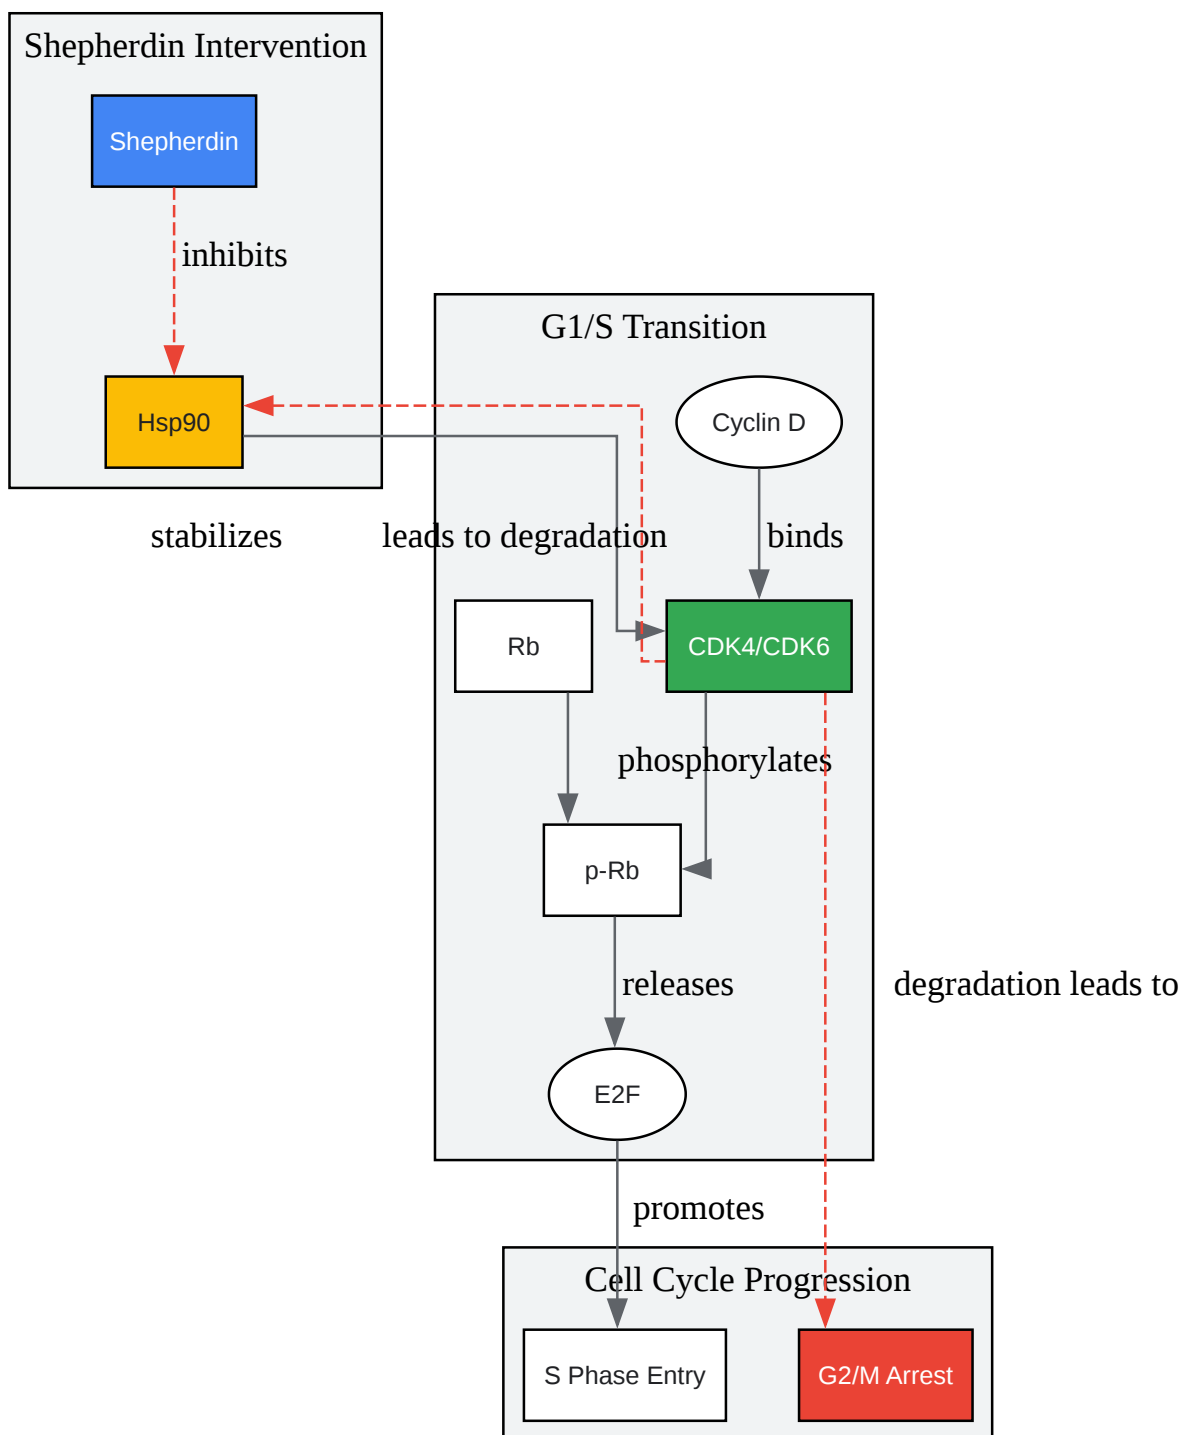 Shepherdin Intervention
Shepherdin
inhibits
Hsp90
G1/S Transition
Cyclin D
stabilizes
leads to degradation
binds
Rb
CDK4/CDK6
phosphorylates
p-Rb
releases
degradation leads to
E2F
promotes
Cell Cycle Progression
S Phase Entry
G2/M Arrest